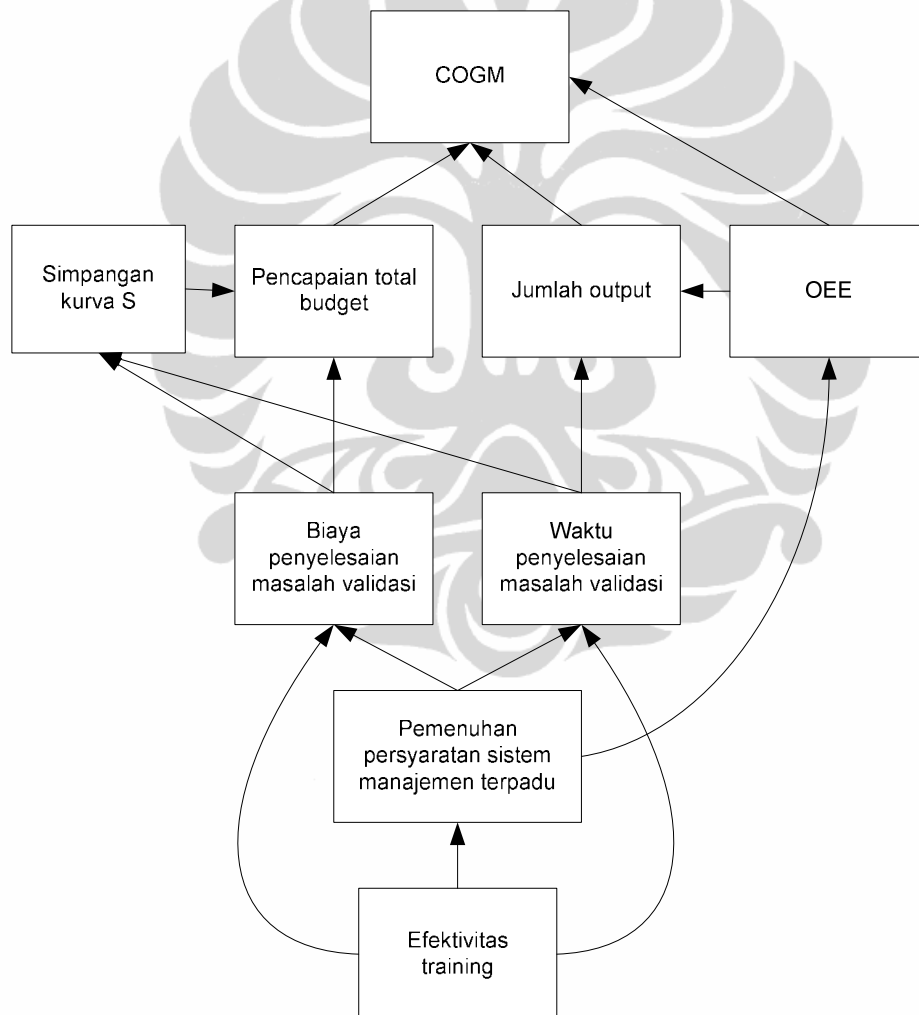 COGM
Simpangan
kurva S
Pencapaian total
budget
Jumlah output
OEE
Biaya
penyelesaian
masalah validasi
Waktu
penyelesaian
masalah validasi
Pemenuhan
persyaratan sistem
manajemen terpadu
Efektivitas
training